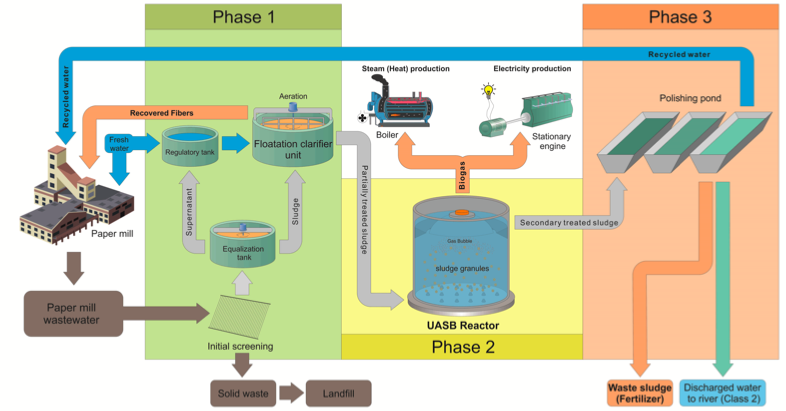 Phase 1
Phase 3
Recycled water
Steam (Heat) production
Electricity production
Aeration
Recovered Fibers
Recycled water
Polishing pond
Fresh
water
Regulatory tank
Floatation clarifier
unit
Boiler
Stationary
engine
Biogas
Paper mill
Supernatant
Sludge
Partially treated sludge
Secondary treated sludge
Equalization
tank
Gas Bubble
sludge granules
Paper mill
wastewater
Initial screening
UASB Reactor
Phase 2
Solid waste
Landfill
Waste sludge
(Fertilizer)
Discharged water
to river (Class 2)